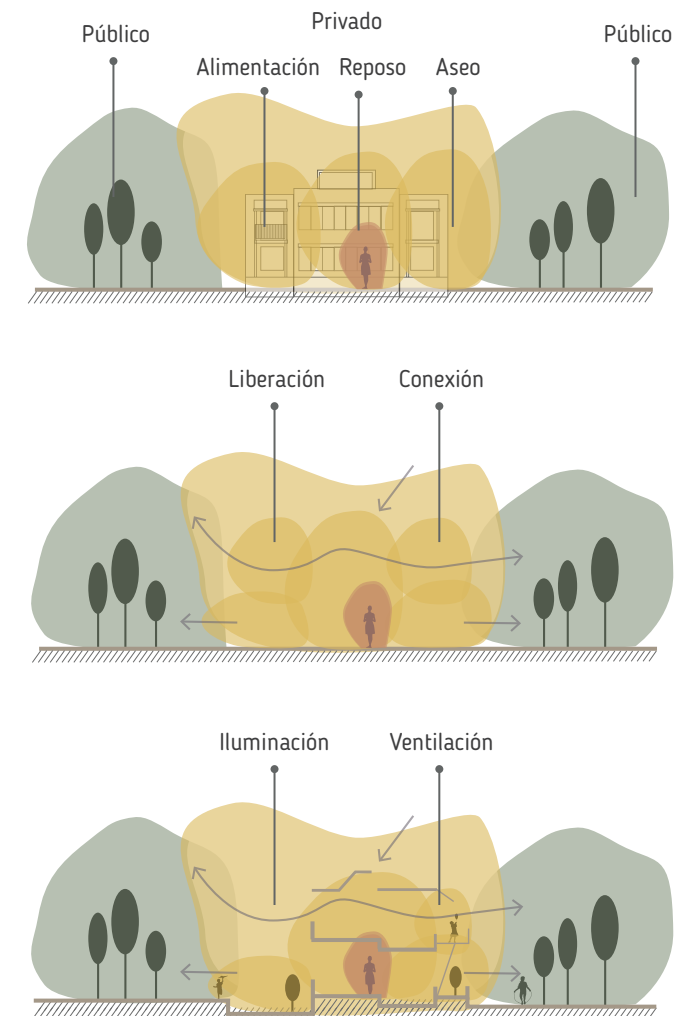 Privado
Público Público
Alimentación Reposo Aseo
Liberación Conexión
Iluminación Ventilación